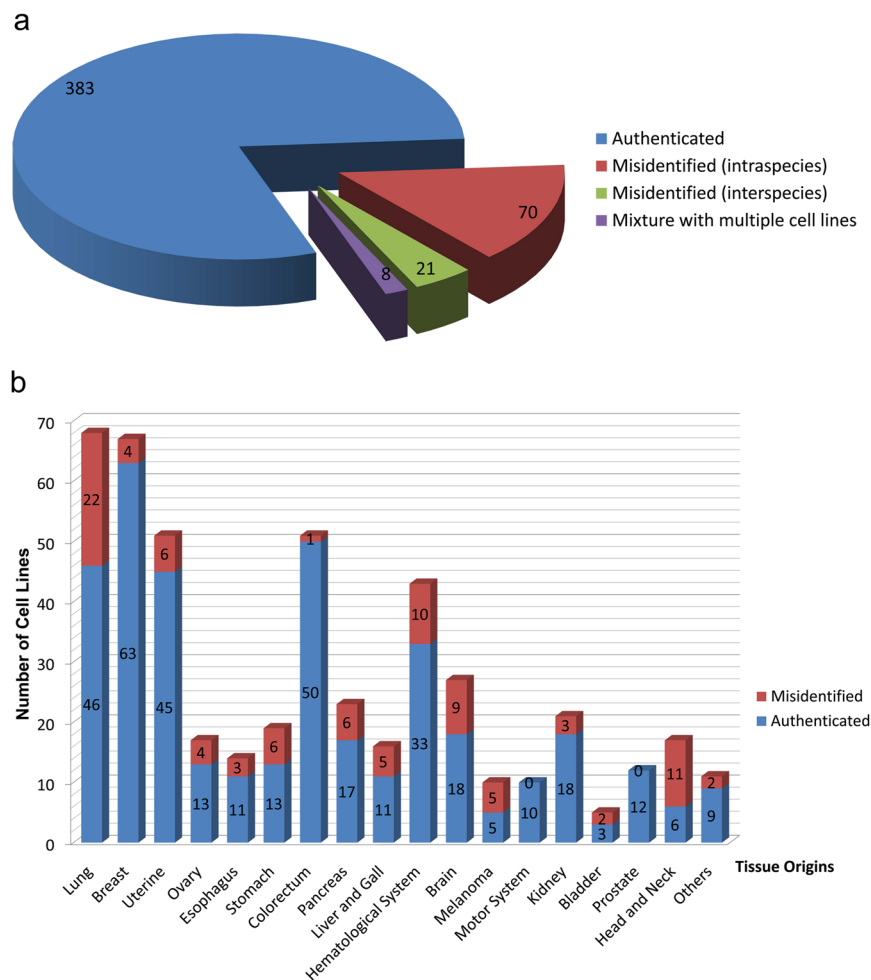 a
383
70
21
8
Authenticated
Misidentified (intraspecies)
Misidentified (interspecies)
Mixture with multiple cell lines
b
Number of Cell Lines
70
60
50
40
30
20
10
0
22
46
4
63
6
45
4
13
3
11
6
13
1
50
6
17
5
11
10
33
9
18
5
5
0
10
3
18
2
3
0
12
11
6
2
9
Misidentified
Authenticated
Lung
Breast
Uterine
Ovary
Esophagus
Stomach
Colorectum
Pancreas
Liver and Gall
Hematological System
Brain
Melanoma
Motor System
Kidney
Bladder
Prostate
Head and Neck
Others
Tissue Origins